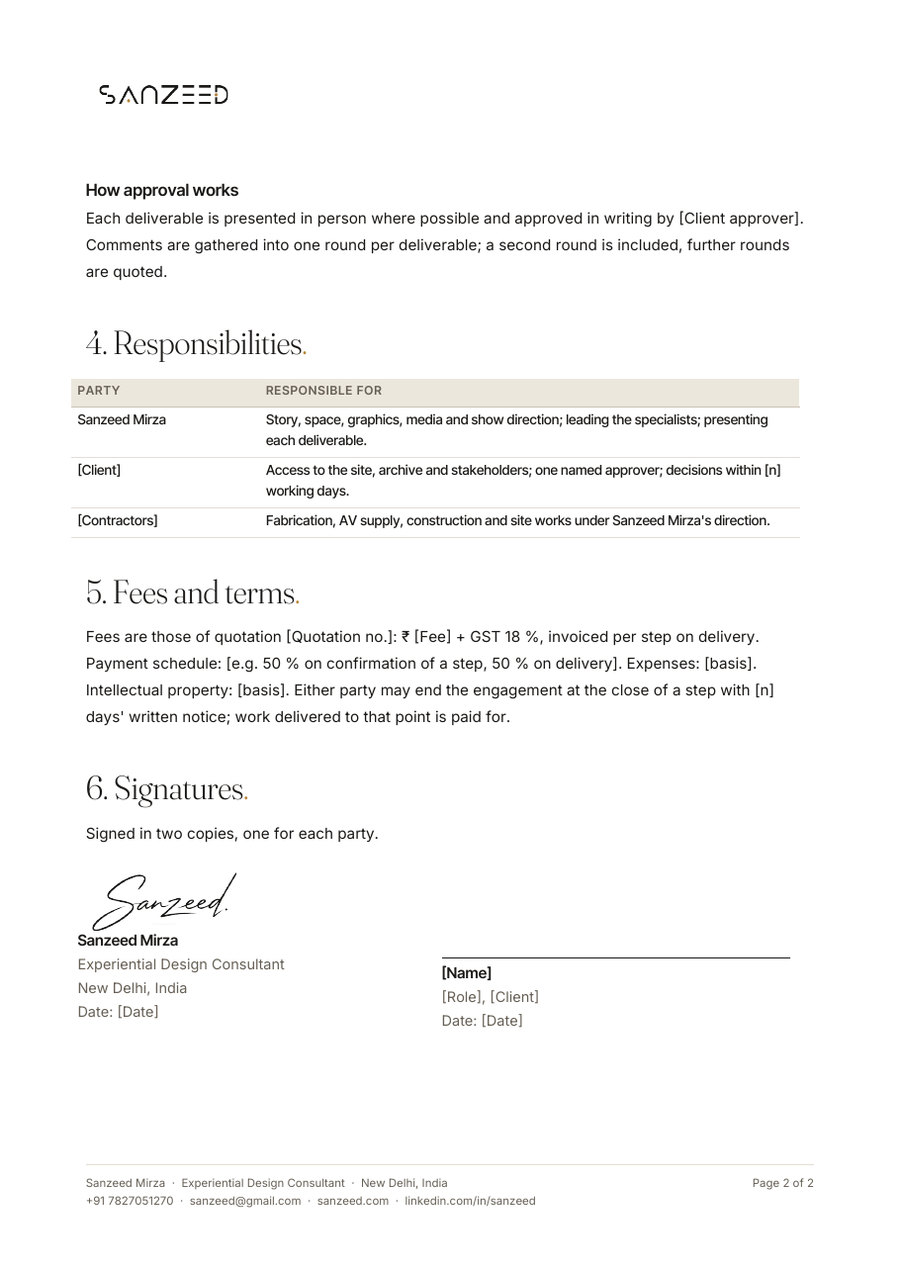 SANZEED
How approval works
Each deliverable is presented in person where possible and approved in writing by [Client approver].
Comments are gathered into one round per deliverable; a second round is included, further rounds
are quoted.
4. Responsibilities.
PARTY RESPONSIBLE FOR
Sanzeed Mirza Story, space, graphics, media and show direction; leading the specialists; presenting
each deliverable.
[Client] Access to the site, archive and stakeholders; one named approver; decisions within [n]
working days.
[Contractors] Fabrication, AV supply, construction and site works under Sanzeed Mirza's direction.
5. Fees and terms.
Fees are those of quotation [Quotation no.]: ₹ [Fee] + GST 18 %, invoiced per step on delivery.
Payment schedule: [e.g. 50 % on confirmation of a step, 50 % on delivery]. Expenses: [basis].
Intellectual property: [basis]. Either party may end the engagement at the close of a step with [n]
days' written notice; work delivered to that point is paid for.
6. Signatures.
Signed in two copies, one for each party.
Sanzeed.
Sanzeed Mirza
Experiential Design Consultant
New Delhi, India
Date: [Date]
[Name]
[Role], [Client]
Date: [Date]
Sanzeed Mirza · Experiential Design Consultant · New Delhi, India Page 2 of 2
+91 7827051270 · sanzeed@gmail.com · sanzeed.com · linkedin.com/in/sanzeed